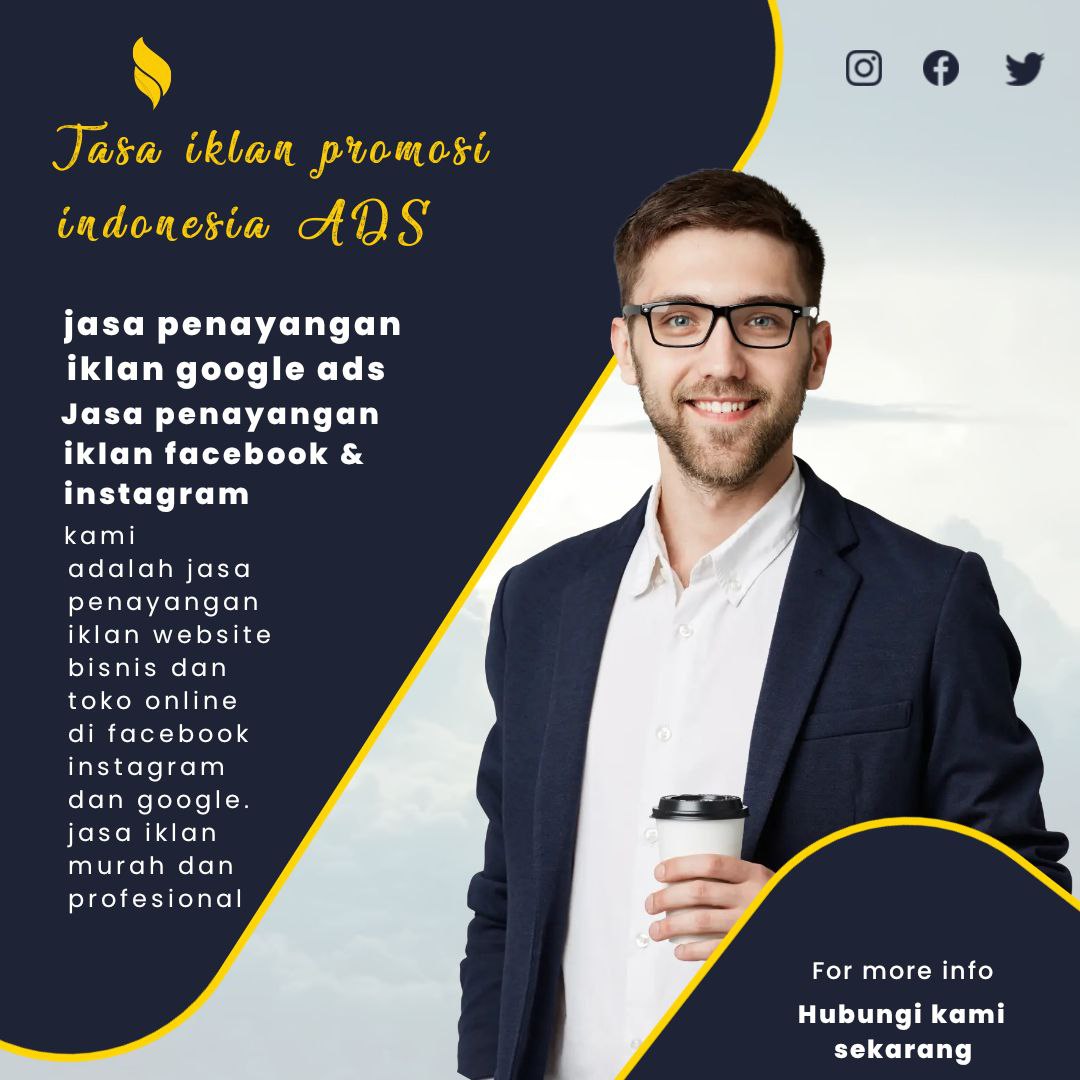 Jasa iklan promosi
indonesia ADS
jasa penayangan
iklan google ads
Jasa penayangan
iklan facebook &
instagram
kami
adalah jasa
penayangan
iklan website
bisnis dan
toko online
di facebook
instagram
dan google.
jasa iklan
murah dan
profesional
For more info
Hubungi kami
sekarang